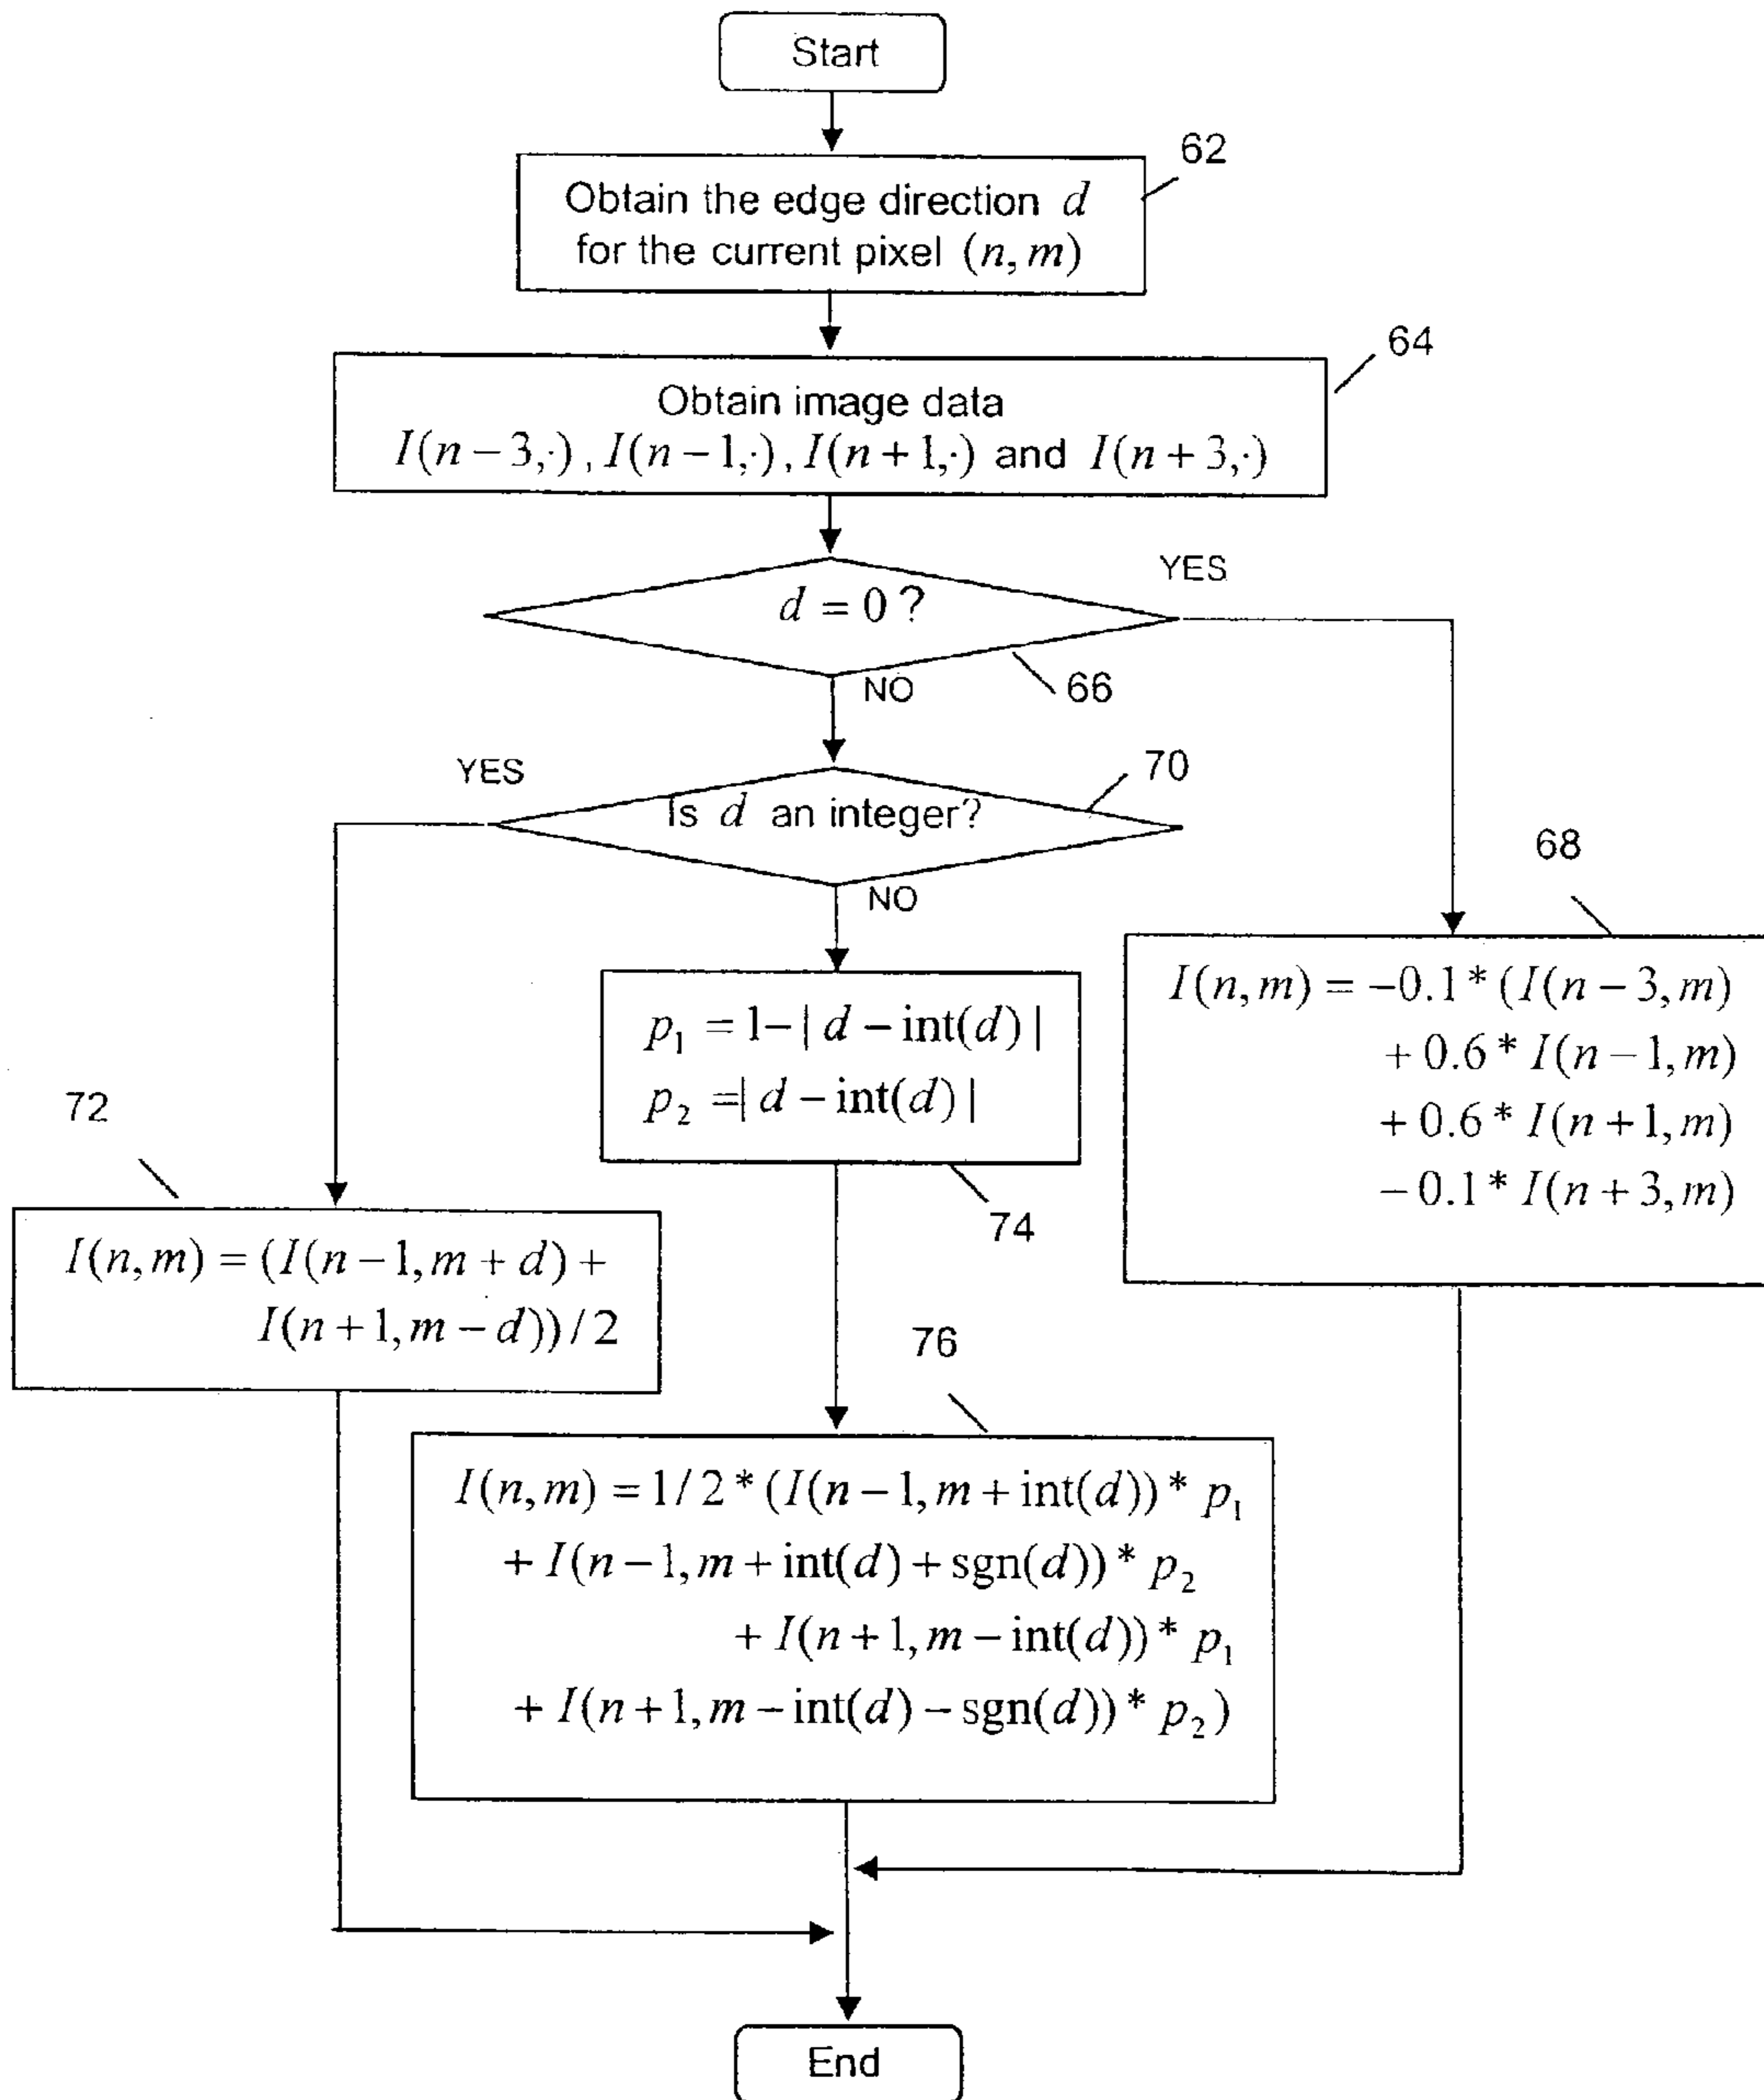 Start
62
Obtain the edge direction d
for the current pixel (n, m)
64
Obtain image data
I(n−3,·), I(n−1,·), I(n+1,·) and I(n+3,·)
d = 0 ?
YES
66
NO
YES
70
Is d an integer?
NO
68
I(n,m) = −0.1 * (I(n−3,m)
+ 0.6 * I(n−1,m)
+ 0.6 * I(n+1,m)
− 0.1 * I(n+3,m)
p₁ = 1−| d − int(d) |
p₂ =| d − int(d) |
74
72
I(n,m) = (I(n−1,m+d) +
I(n+1,m−d))/2
76
I(n,m) = 1/2 * (I(n−1,m+int(d)) * p₁
+ I(n−1,m+int(d)+sgn(d)) * p₂
+ I(n+1,m−int(d)) * p₁
+ I(n+1,m−int(d)−sgn(d)) * p₂)
End